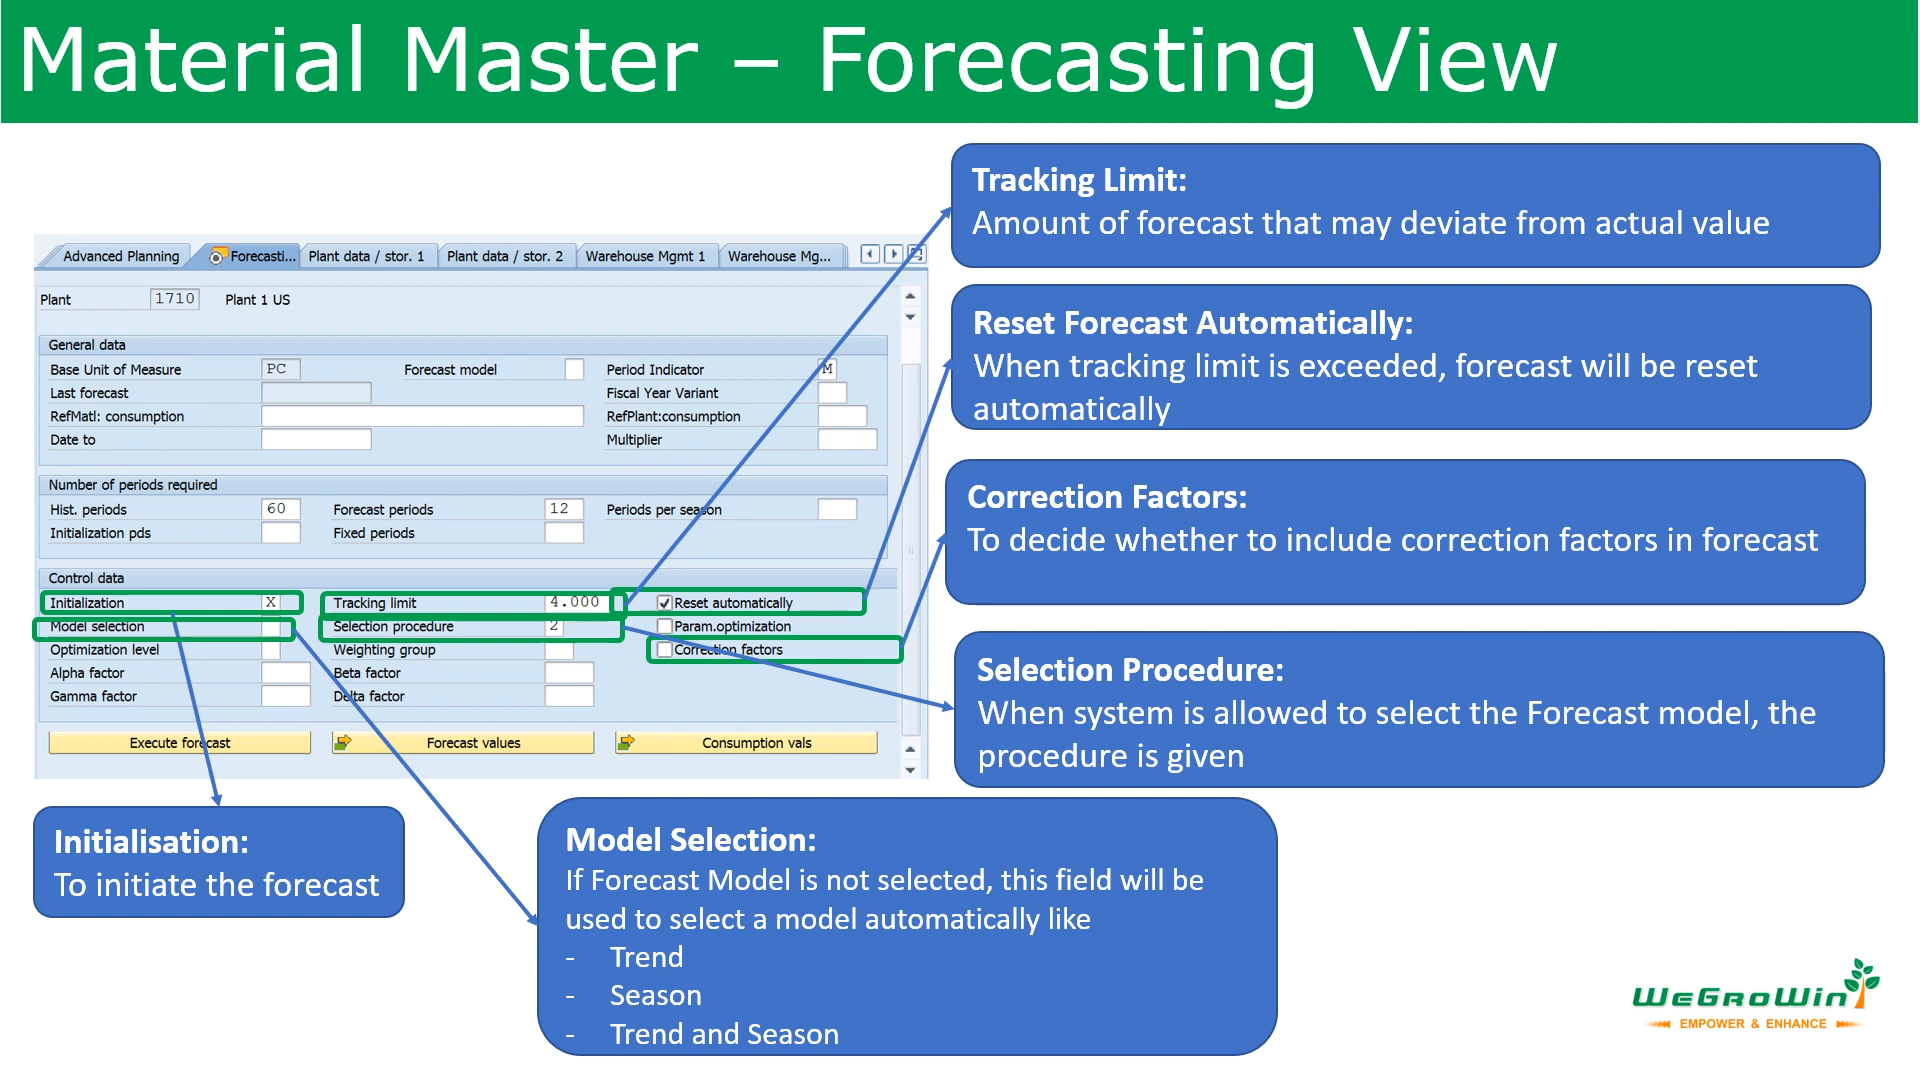 Material Master – Forecasting View
Tracking Limit:
Amount of forecast that may deviate from actual value
Reset Forecast Automatically:
When tracking limit is exceeded, forecast will be reset
automatically
Correction Factors:
To decide whether to include correction factors in forecast
Selection Procedure:
When system is allowed to select the Forecast model, the
procedure is given
Advanced Planning Forecasti... Plant data / stor. 1 Plant data / stor. 2 Warehouse Mgmt 1 Warehouse Mg...
Plant 1710 Plant 1 US
General data
Base Unit of Measure PC Forecast model Period Indicator M
Last forecast Fiscal Year Variant
RefMatl: consumption RefPlant:consumption
Date to Multiplier
Number of periods required
Hist. periods 60 Forecast periods 12 Periods per season
Initialization pds Fixed periods
Control data
Initialization X Tracking limit 4.000 Reset automatically
Model selection Selection procedure 2 Param.optimization
Optimization level Weighting group Correction factors
Alpha factor Beta factor
Gamma factor Delta factor
Execute forecast Forecast values Consumption vals
Initialisation:
To initiate the forecast
Model Selection:
If Forecast Model is not selected, this field will be
used to select a model automatically like
- Trend
- Season
- Trend and Season
WeGroWin
EMPOWER & ENHANCE